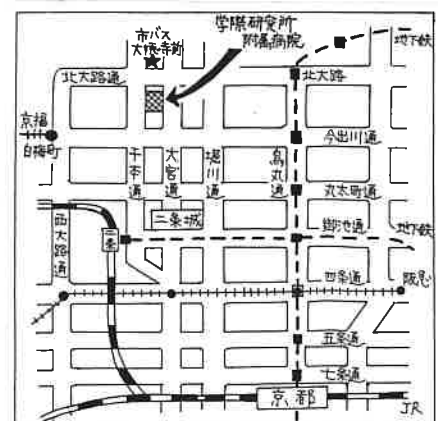 学際研究所
附属病院
市バス
大徳寺前
地下鉄
北大路通
北大路
京福
白梅町
今出川通
千本通
大宮通
堀川通
烏丸通
丸太町通
二条城
御池通
地下鉄
西大路通
二条
四条通
阪急
五条通
七条通
京都
JR